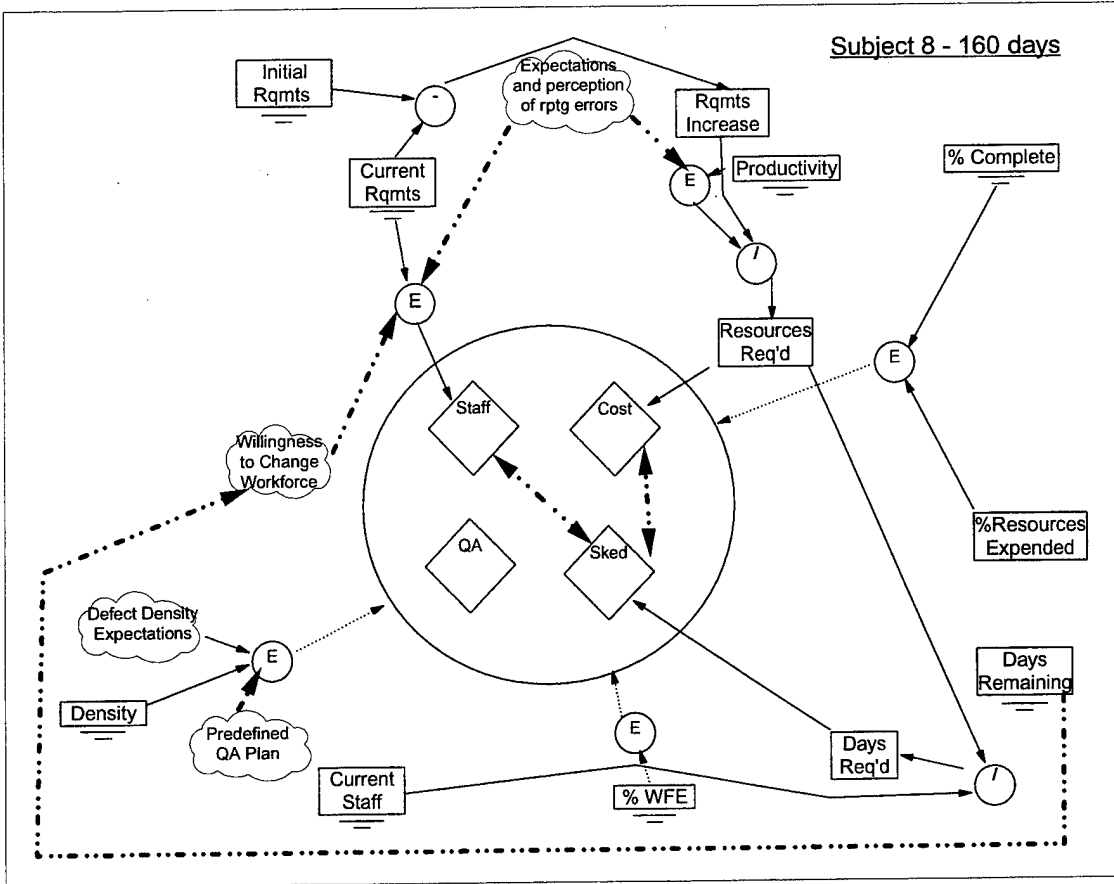 Subject 8 - 160 days
Initial
Rqmts
-
Expectations
and perception
of rptg errors
Rqmts
Increase
Current
Rqmts
E
Productivity
% Complete
/
E
Resources
Req'd
E
Staff
Cost
Willingness
to Change
Workforce
QA
Sked
%Resources
Expended
Defect Density
Expectations
E
Density
Predefined
QA Plan
Days
Remaining
E
Days
Req'd
/
Current
Staff
% WFE